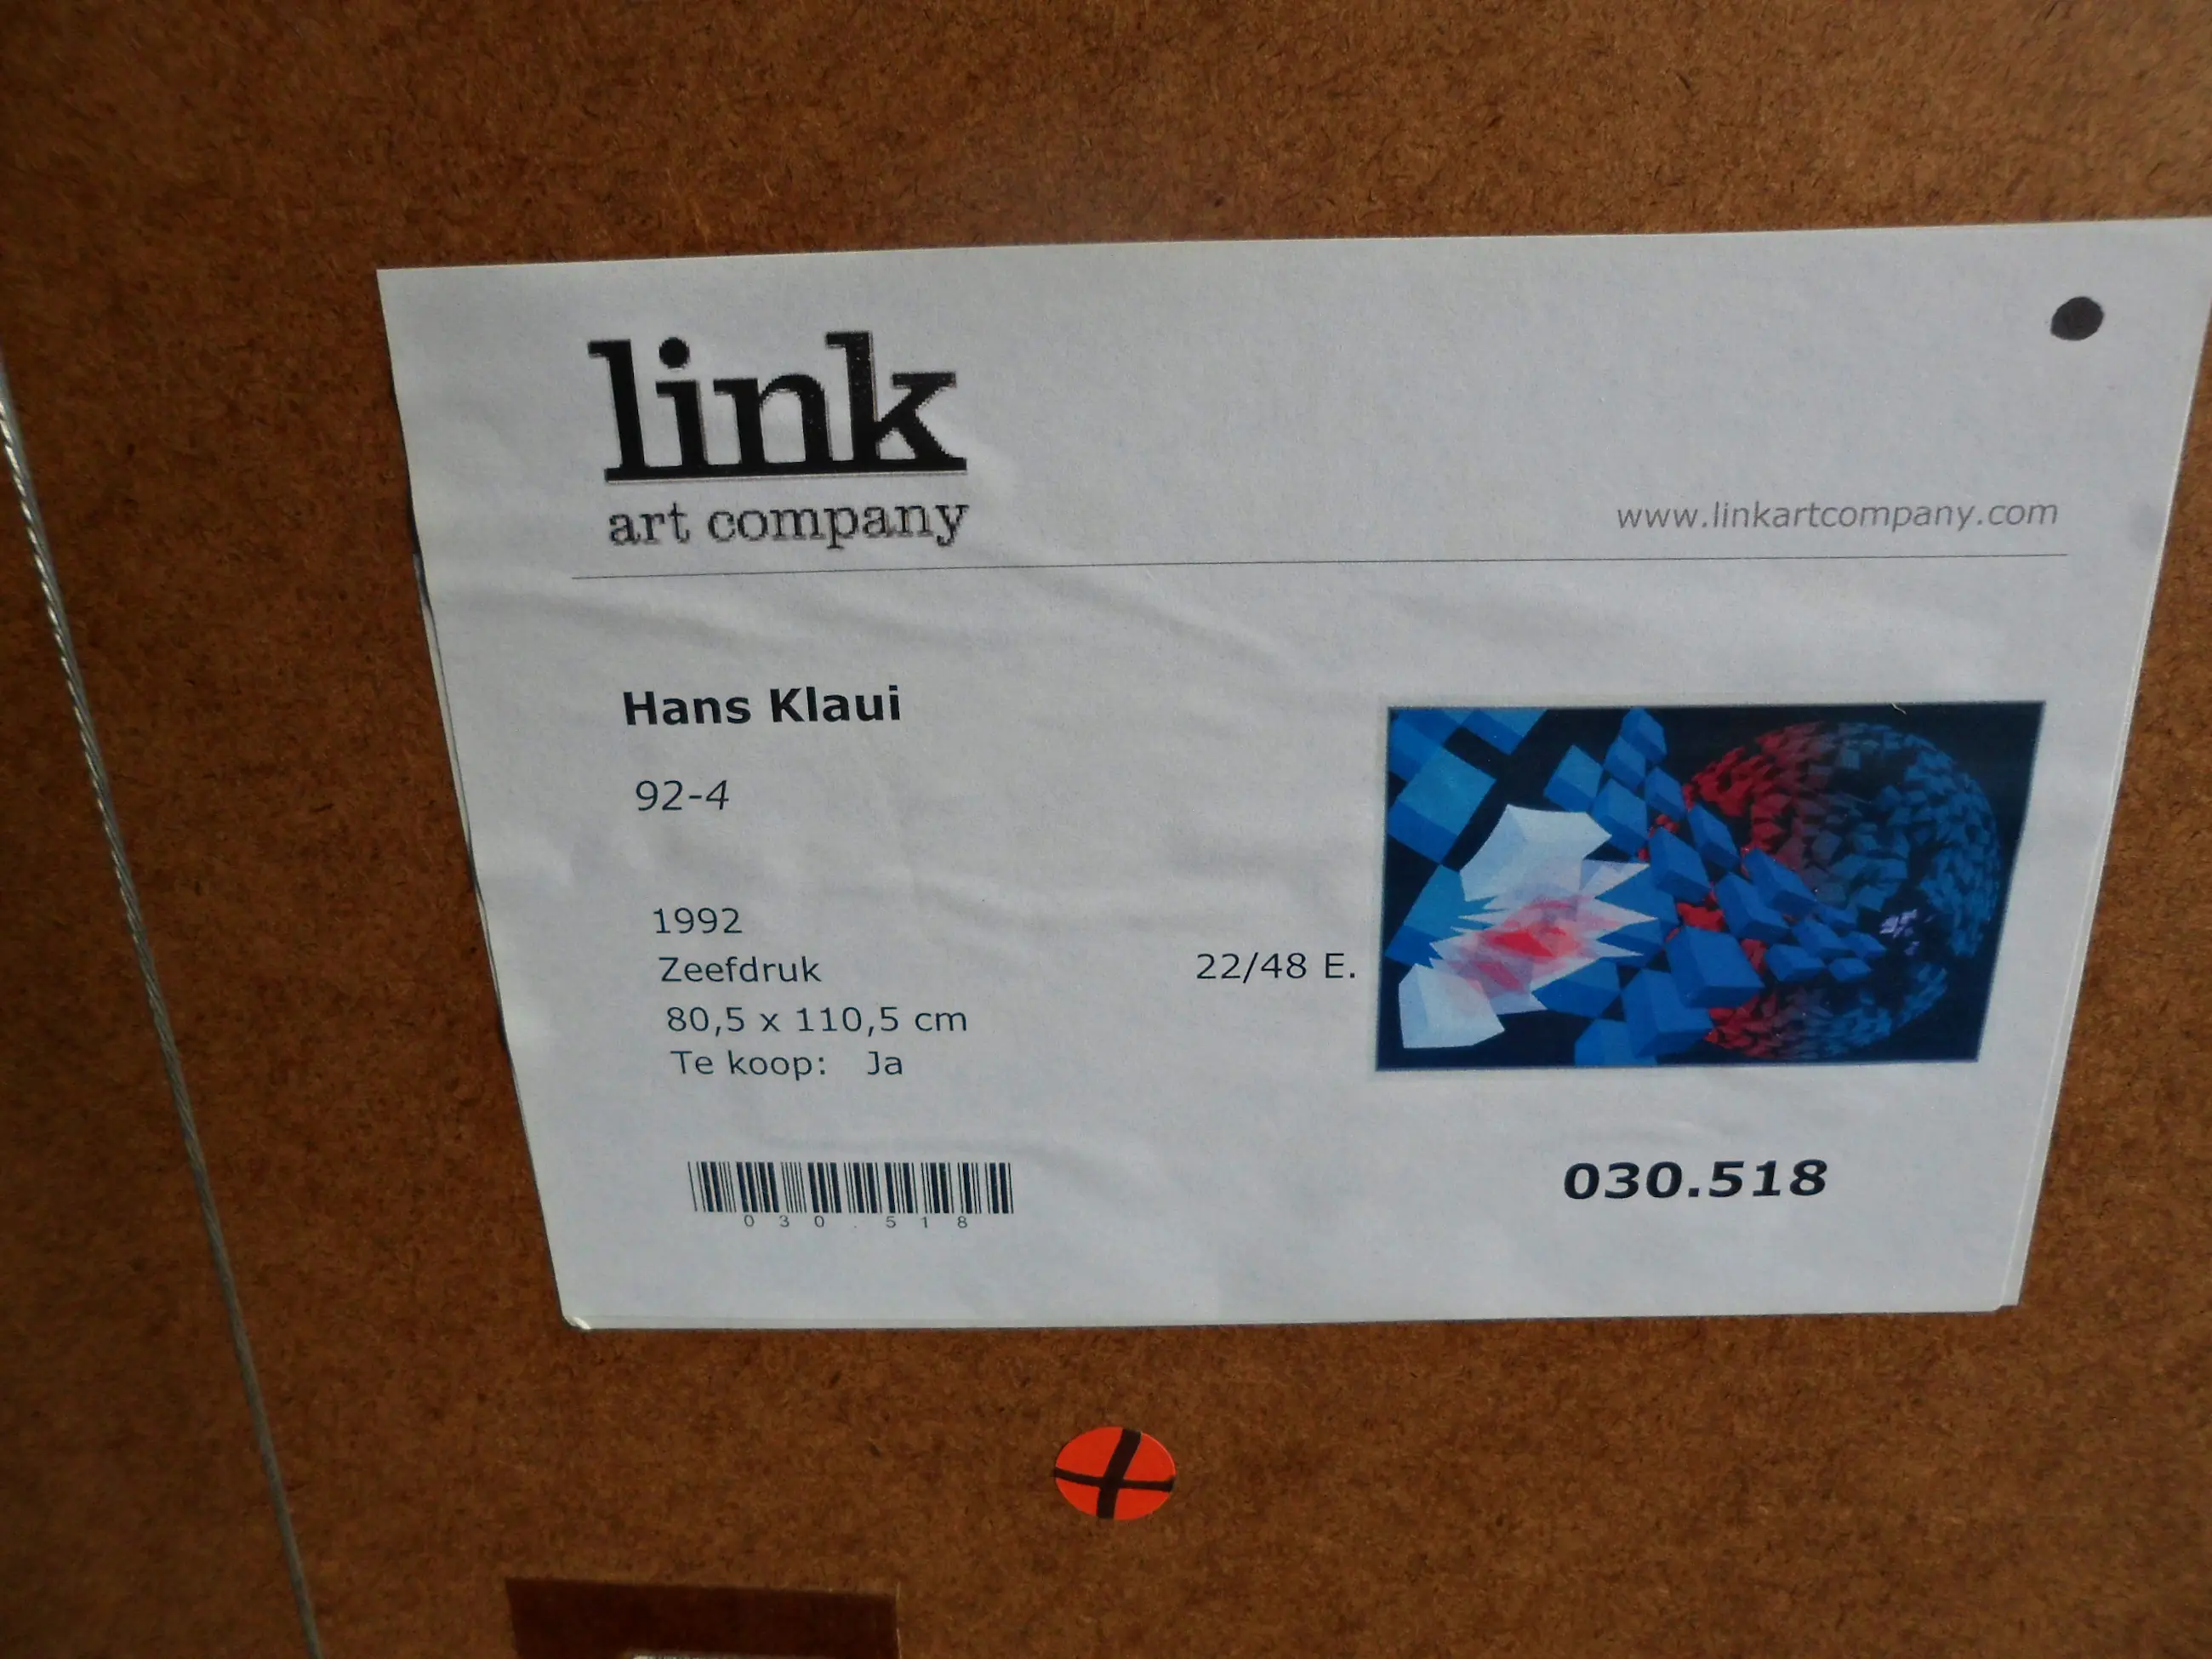 link
art company
www.linkartcompany.com
Hans Klaui
92-4
1992
Zeefdruk
22/48 E.
80,5 x 110,5 cm
Te koop: Ja
030.518
030.518